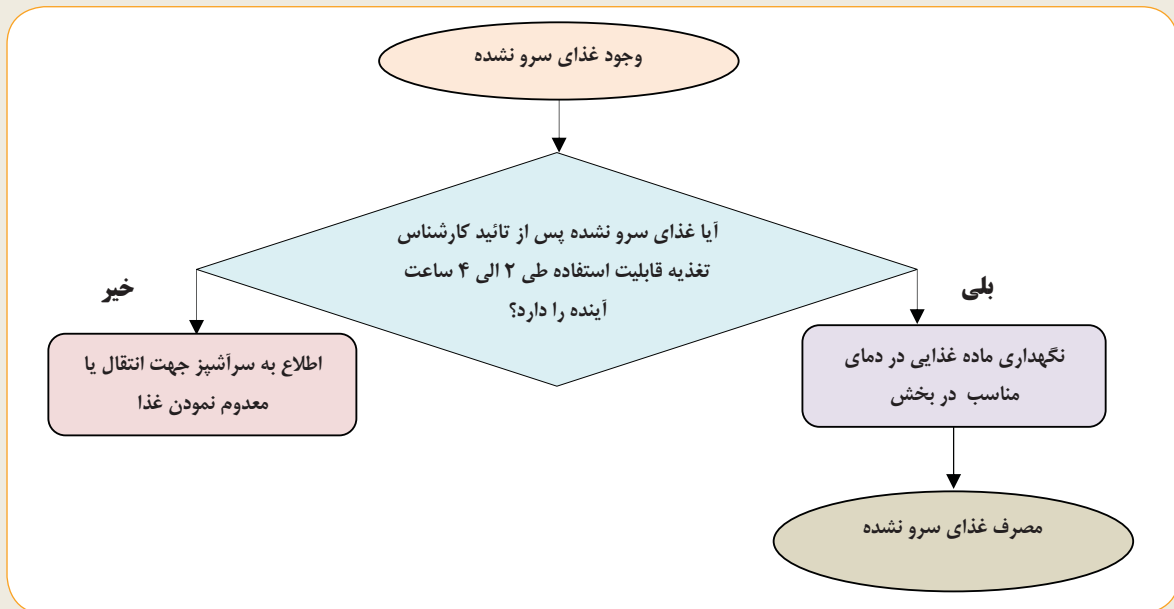 وجود غذای سرو نشده
آیا غذای سرو نشده پس از تائید کارشناس
تغذیه قابلیت استفاده طی ۲ الی ۴ ساعت
آینده را دارد؟
بلی
خیر
نگهداری ماده غذایی در دمای
مناسب در بخش
اطلاع به سرآشپز جهت انتقال یا
معدوم نمودن غذا
مصرف غذای سرو نشده